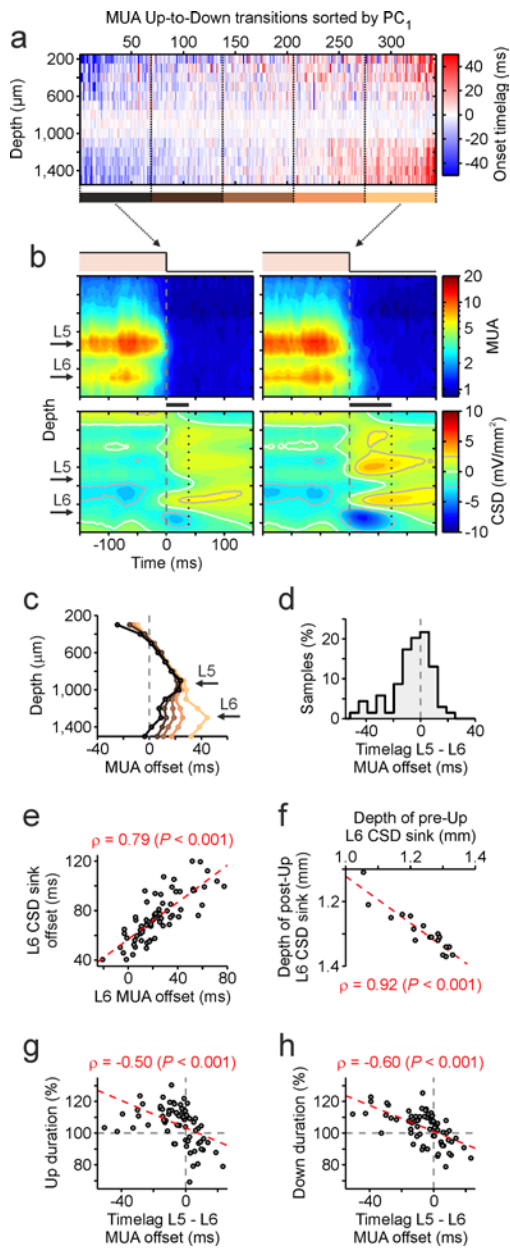 MUA Up-to-Down transitions sorted by PC1
a
50 100 150 200 250 300
Depth (µm)
200
600
1,000
1,400
Onset timelag (ms)
40
20
0
-20
-40
b
L5
L6
MUA
20
10
5
2
1
Depth
L5
L6
CSD (mV/mm²)
10
5
0
-5
-10
-150 0 150
Time (ms)
c
Depth (µm)
200
600
1,000
1,400
L5
L6
-40 0 40
MUA offset (ms)
d
Samples (%)
20
10
0
-40 0
Timelag L5 - L6
MUA offset (ms)
e
ρ = 0.79 (P < 0.001)
L6 CSD sink
offset (ms)
120
80
40
0 40 80
L6 MUA offset (ms)
f
Depth of pre-Up
L6 CSD sink (mm)
1.0 1.2 1.4
Depth of post-Up
L6 CSD sink (mm)
1.2
1.4
ρ = 0.92 (P < 0.001)
g
ρ = -0.50 (P < 0.001)
Up duration (%)
120
100
80
-40 0
Timelag L5 - L6
MUA offset (ms)
h
ρ = -0.60 (P < 0.001)
Down duration (%)
120
100
80
-40 0
Timelag L5 - L6
MUA offset (ms)